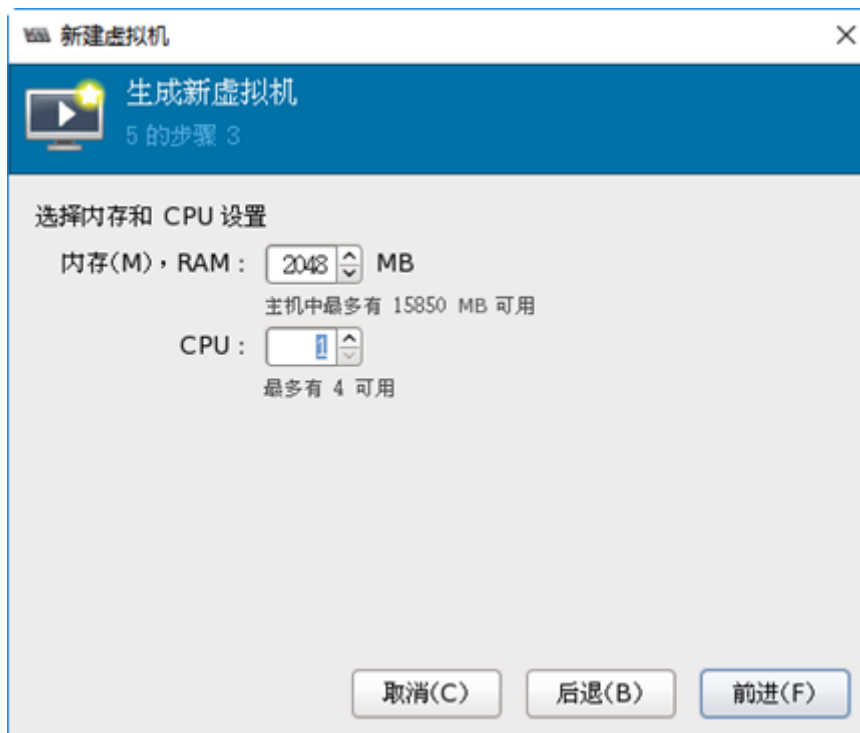 新建虚拟机
生成新虚拟机
5 的步骤 3
选择内存和 CPU 设置
内存(M)，RAM： 2048 MB
主机中最多有 15850 MB 可用
CPU： 1
最多有 4 可用
取消(C) 后退(B) 前进(F)